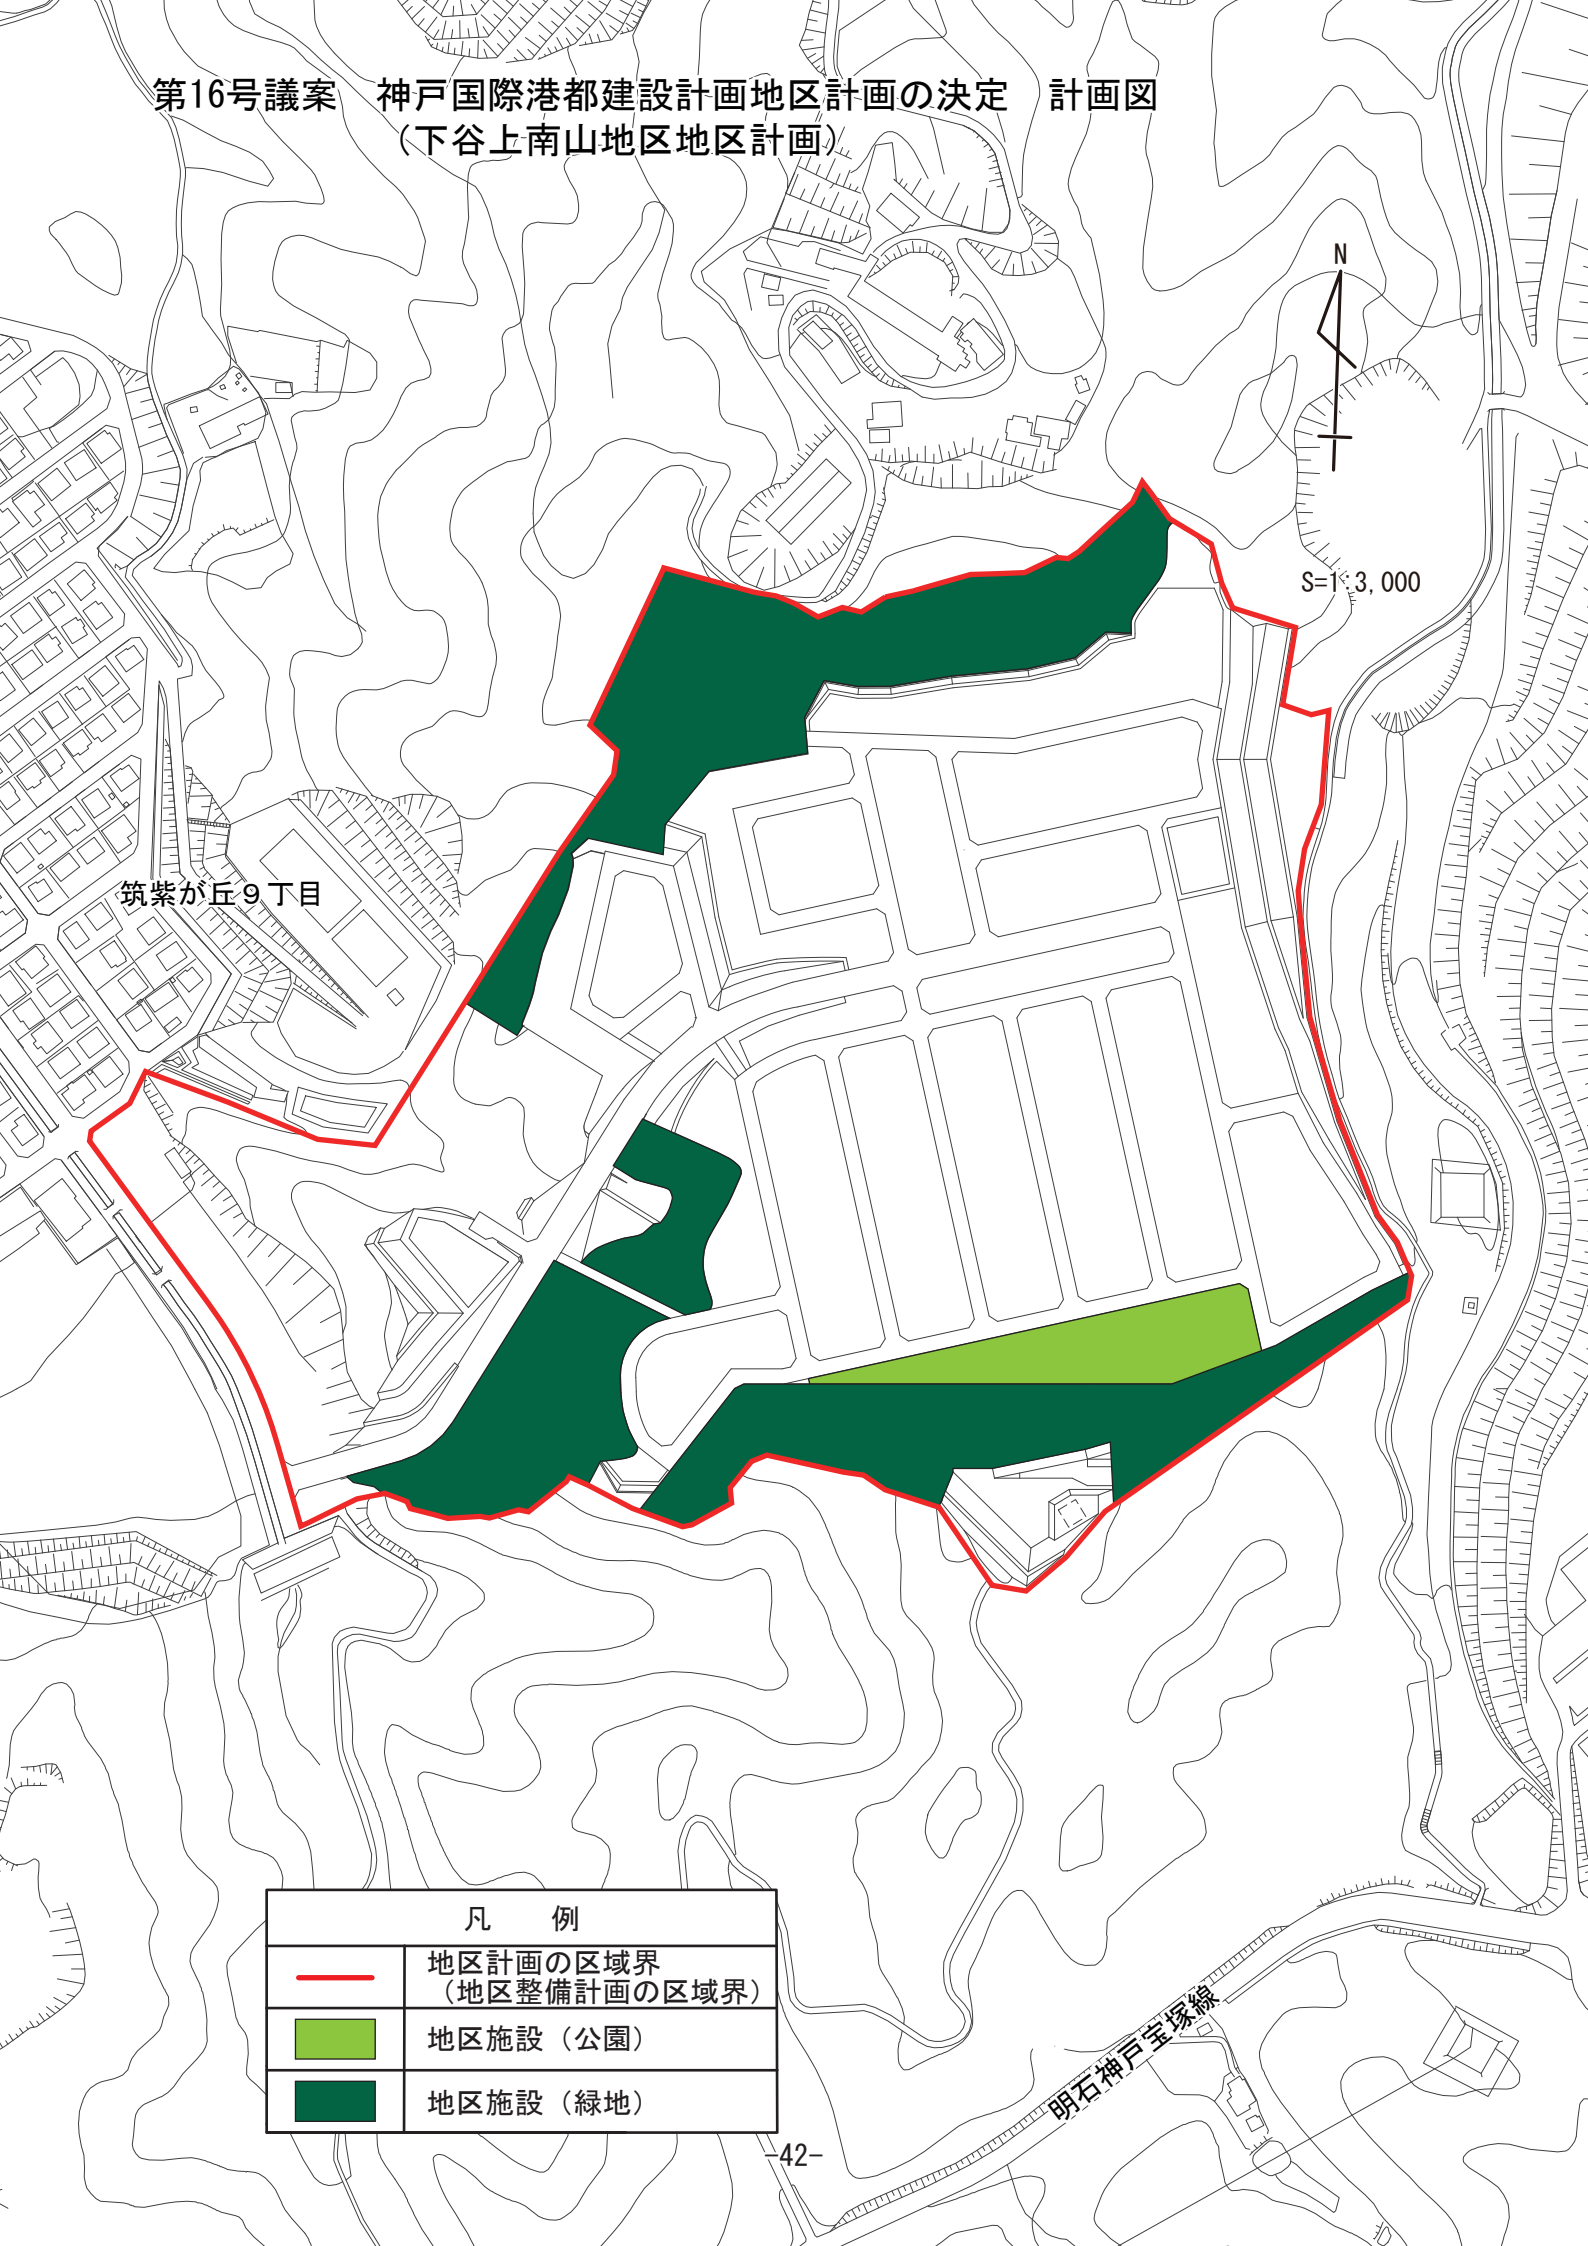 第16号議案　神戸国際港都建設計画地区計画の決定　計画図
（下谷上南山地区地区計画）
N
S=1:3,000
筑紫が丘９丁目
凡　例
地区計画の区域界
（地区整備計画の区域界）
地区施設（公園）
地区施設（緑地）
明石神戸宝塚線
-42-